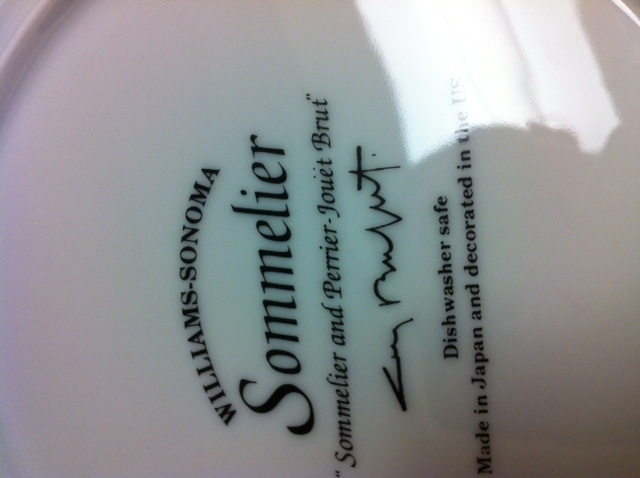 WILLIAMS-SONOMA
Sommelier
"Sommelier and Perrier-Jouët Brut"
Dishwasher safe
Made in Japan and decorated in the US